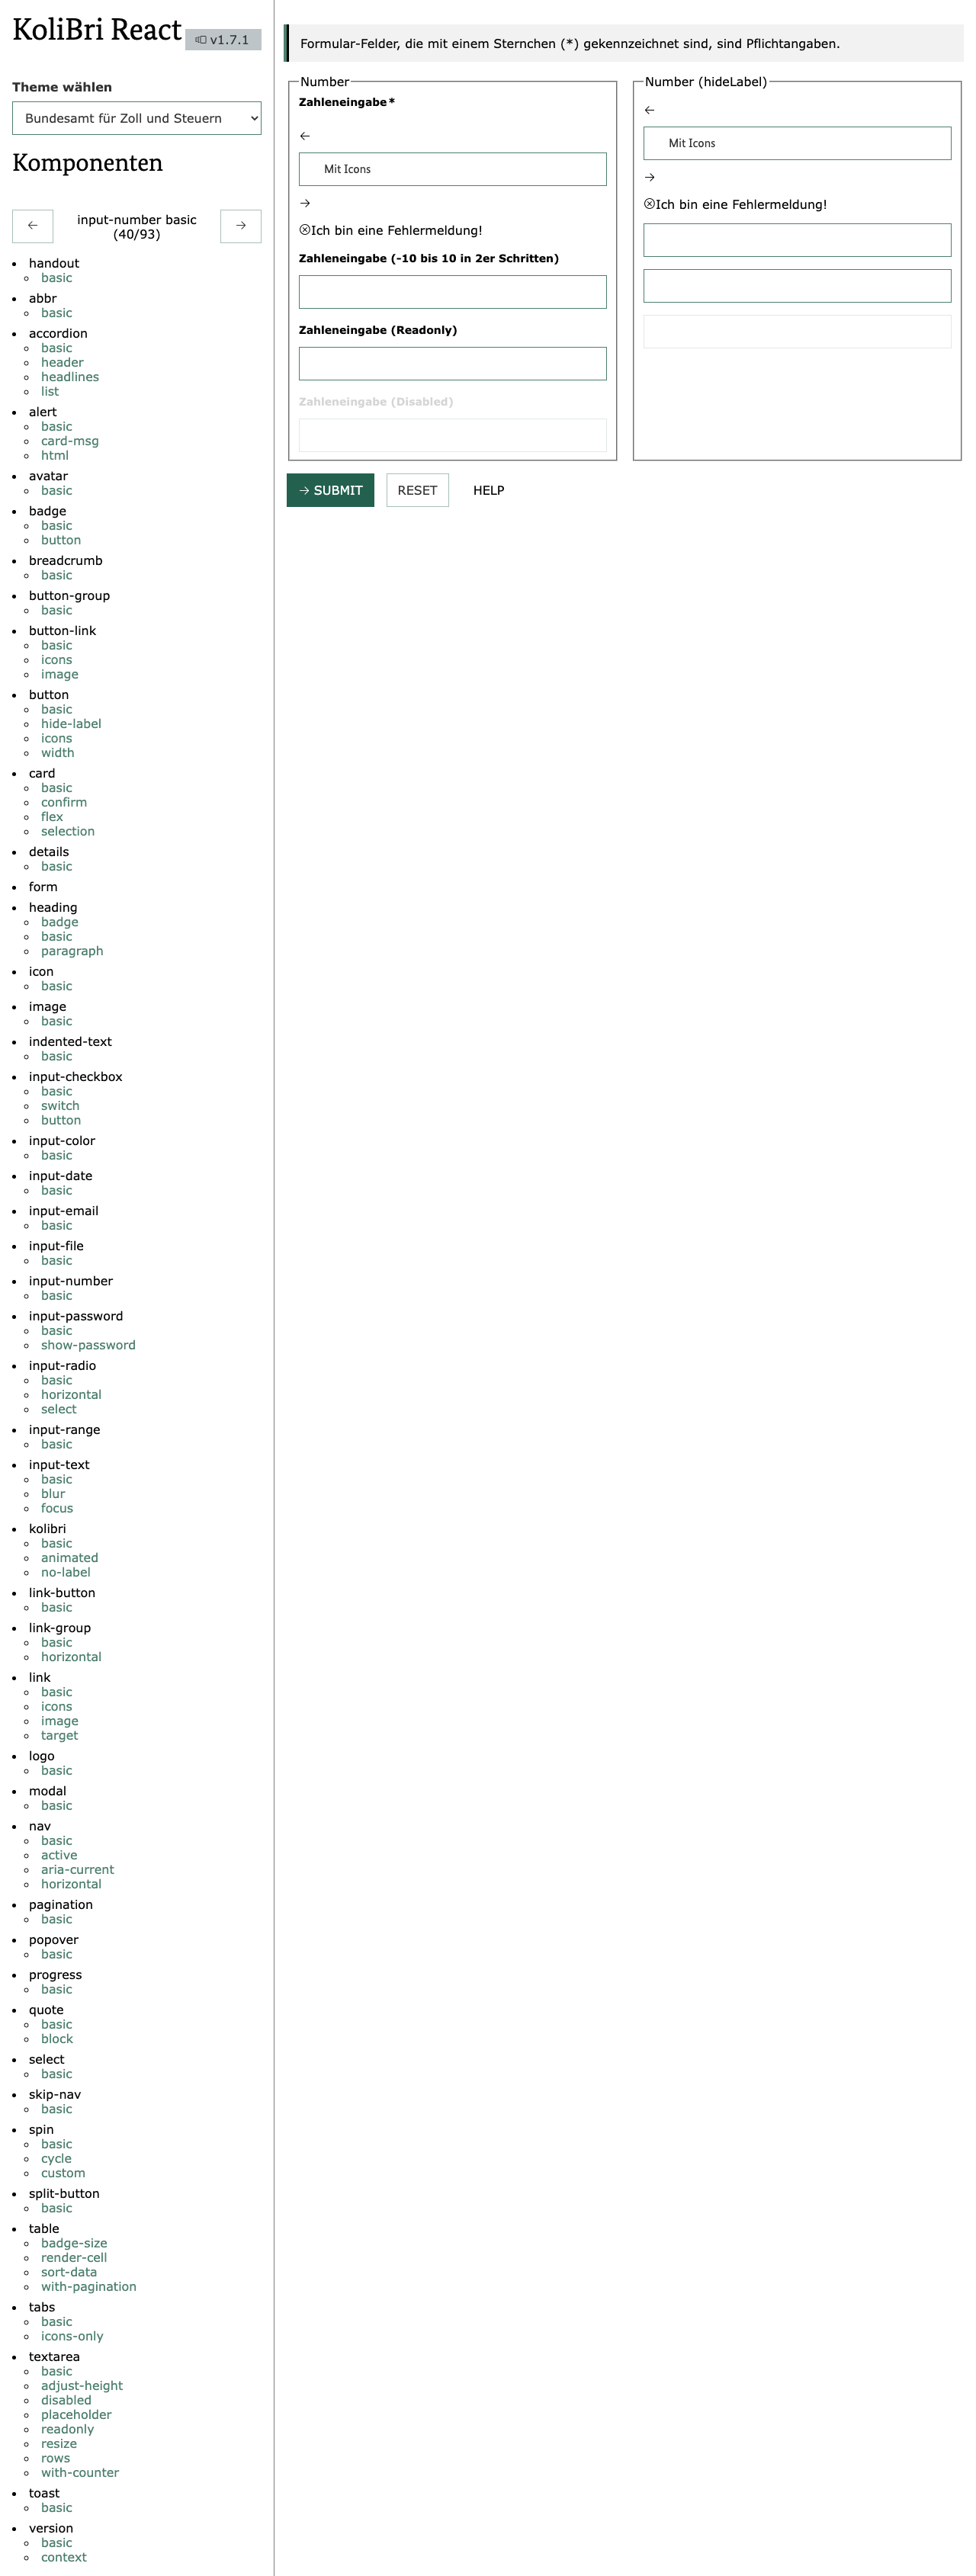 KoliBri React
v1.7.1
Theme wählen
Bundesamt für Zoll und Steuern
Komponenten
←
input-number basic
(40/93)
→
handout
basic
abbr
basic
accordion
basic
header
headlines
list
alert
basic
card-msg
html
avatar
basic
badge
basic
button
breadcrumb
basic
button-group
basic
button-link
basic
icons
image
button
basic
hide-label
icons
width
card
basic
confirm
flex
selection
details
basic
form
heading
badge
basic
paragraph
icon
basic
image
basic
indented-text
basic
input-checkbox
basic
switch
button
input-color
basic
input-date
basic
input-email
basic
input-file
basic
input-number
basic
input-password
basic
show-password
input-radio
basic
horizontal
select
input-range
basic
input-text
basic
blur
focus
kolibri
basic
animated
no-label
link-button
basic
link-group
basic
horizontal
link
basic
icons
image
target
logo
basic
modal
basic
nav
basic
active
aria-current
horizontal
pagination
basic
popover
basic
progress
basic
quote
basic
block
select
basic
skip-nav
basic
spin
basic
cycle
custom
split-button
basic
table
badge-size
render-cell
sort-data
with-pagination
tabs
basic
icons-only
textarea
basic
adjust-height
disabled
placeholder
readonly
resize
rows
with-counter
toast
basic
version
basic
context
Formular-Felder, die mit einem Sternchen (*) gekennzeichnet sind, sind Pflichtangaben.
Number
Zahleneingabe*
←
Mit Icons
→
Ich bin eine Fehlermeldung!
Zahleneingabe (-10 bis 10 in 2er Schritten)
Zahleneingabe (Readonly)
Zahleneingabe (Disabled)
Number (hideLabel)
←
Mit Icons
→
Ich bin eine Fehlermeldung!
→ SUBMIT
RESET
HELP